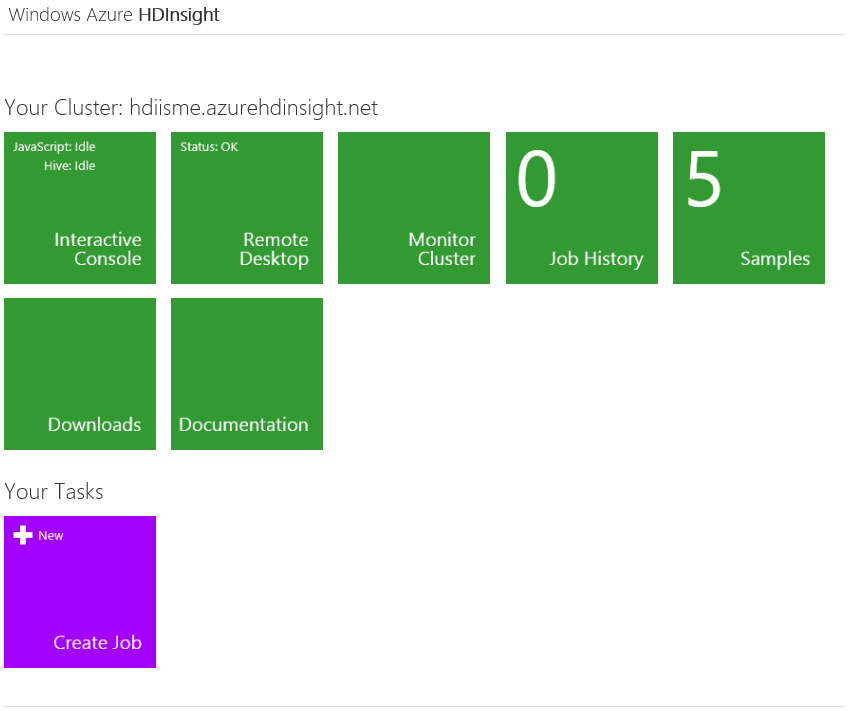 Windows Azure HDInsight
Your Cluster: hdiisme.azurehdinsight.net
JavaScript: Idle
Hive: Idle
Interactive
Console
Status: OK
Remote
Desktop
Monitor
Cluster
0
Job History
5
Samples
Downloads
Documentation
Your Tasks
New
Create Job